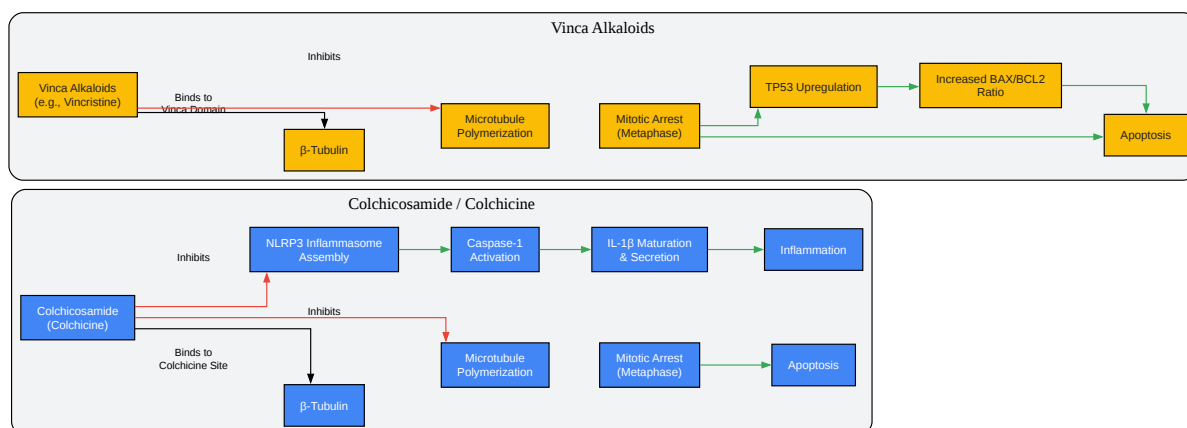 Vinca Alkaloids
Inhibits
Vinca Alkaloids
(e.g., Vincristine)
Binds to
Vinca Domain
β-Tubulin
Microtubule
Polymerization
Mitotic Arrest
(Metaphase)
TP53 Upregulation
Increased BAX/BCL2
Ratio
Apoptosis
Colchicosamide / Colchicine
NLRP3 Inflammasome
Assembly
Caspase-1
Activation
IL-1β Maturation
& Secretion
Inflammation
Inhibits
Colchicosamide
(Colchicine)
Inhibits
Binds to
Colchicine Site
β-Tubulin
Microtubule
Polymerization
Mitotic Arrest
(Metaphase)
Apoptosis